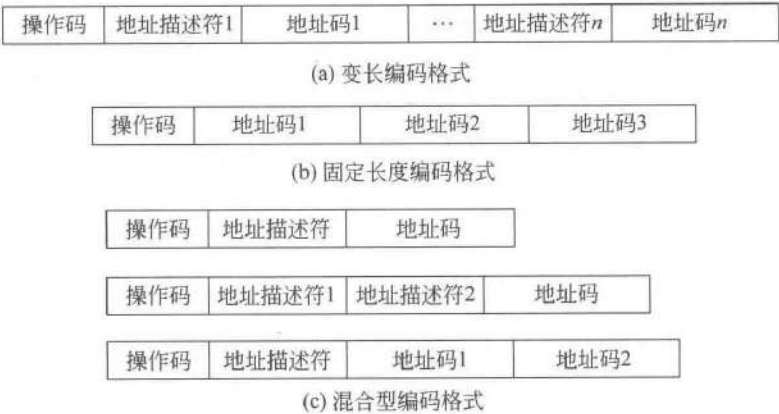 操作码 地址描述符1 地址码1 … 地址描述符n 地址码n
(a) 变长编码格式
操作码 地址码1 地址码2 地址码3
(b) 固定长度编码格式
操作码 地址描述符 地址码
操作码 地址描述符1 地址描述符2 地址码
操作码 地址描述符 地址码1 地址码2
(c) 混合型编码格式